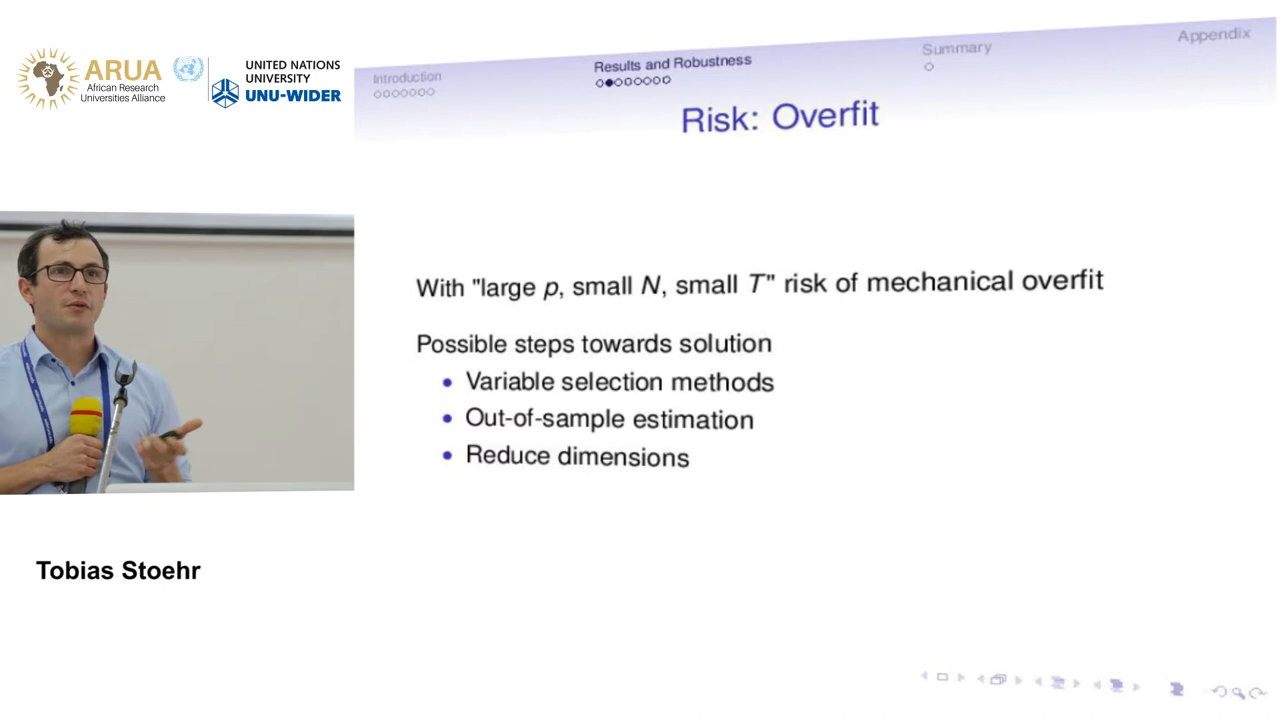 ARUA
African Research
Universities Alliance
UNITED NATIONS
UNIVERSITY
UNU-WIDER
Introduction
Results and Robustness
Summary
Appendix
Risk: Overfit
With "large p, small N, small T" risk of mechanical overfit
Possible steps towards solution
• Variable selection methods
• Out-of-sample estimation
• Reduce dimensions
Tobias Stoehr